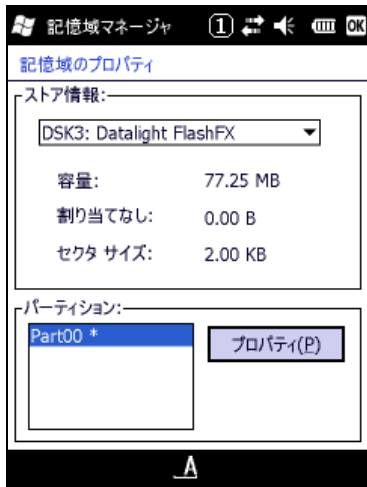 記憶域マネージャ 1 OK
記憶域のプロパティ
ストア情報:
DSK3: Datalight FlashFX
容量: 77.25 MB
割り当てなし: 0.00 B
セクタ サイズ: 2.00 KB
パーティション:
Part00 *
プロパティ(P)
A